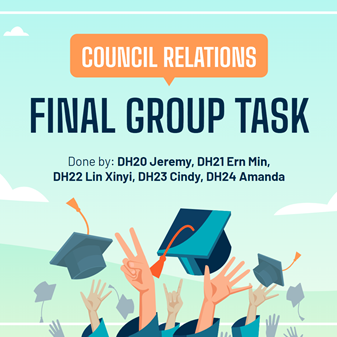 COUNCIL RELATIONS
FINAL GROUP TASK
Done by: DH20 Jeremy, DH21 Ern Min,
DH22 Lin Xinyi, DH23 Cindy, DH24 Amanda